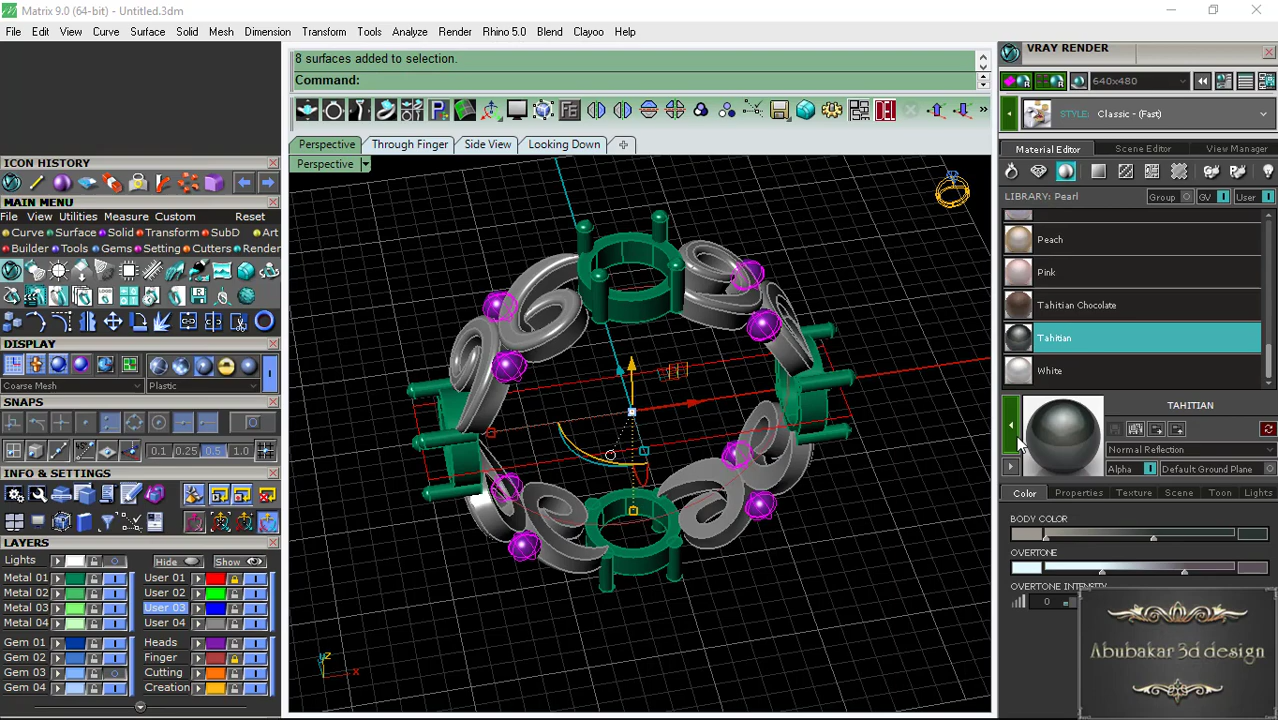 Matrix 9.0 (64-bit) - Untitled.3dm
File Edit View Curve Surface Solid Mesh Dimension Transform Tools Analyze Render Rhino 5.0 Blend Clayoo Help
8 surfaces added to selection.
Command:
Perspective Through Finger Side View Looking Down
Perspective
ICON HISTORY
MAIN MENU
File View Utilities Measure Custom Reset
Curve Surface Solid Transform SubD Art
Builder Tools Gems Setting Cutters Render
DISPLAY
Coarse Mesh Plastic
SNAPS
0.1 0.25 0.5 1.0
INFO & SETTINGS
LAYERS
Lights Hide Show
Metal 01 User 01
Metal 02 User 02
Metal 03 User 03
Metal 04 User 04
Gem 01 Heads
Gem 02 Finger
Gem 03 Cutting
Gem 04 Creation
z
x
VRAY RENDER
640x480
STYLE: Classic - (Fast)
Material Editor Scene Editor View Manager
LIBRARY: Pearl Group GV User
Peach
Pink
Tahitian Chocolate
Tahitian
White
TAHITIAN
Normal Reflection
Alpha Default Ground Plane
Color Properties Texture Scene Toon Lights
BODY COLOR
OVERTONE
OVERTONE INTENSITY
0
Abubakar 3d design